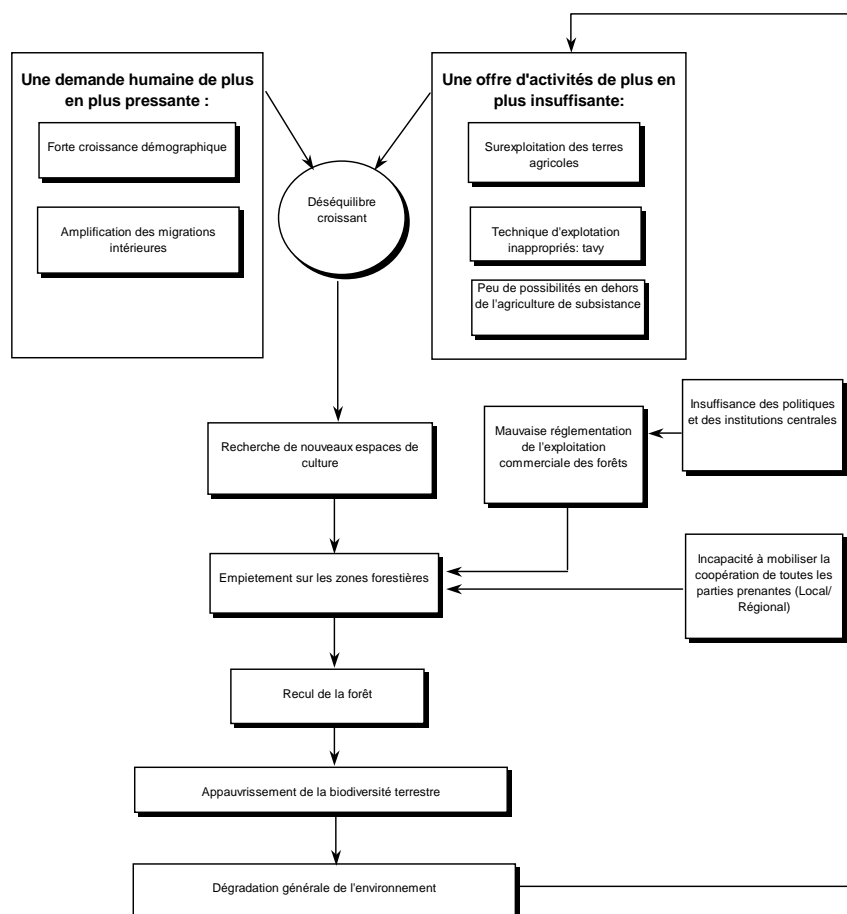 Une demande humaine de plus
en plus pressante :
Forte croissance démographique
Amplification des migrations
intérieures
Déséquilibre
croissant
Une offre d'activités de plus en
plus insuffisante:
Surexploitation des terres
agricoles
Technique d'explotation
inappropriés: tavy
Peu de possibilités en dehors
de l'agriculture de subsistance
Recherche de nouveaux espaces de
culture
Mauvaise réglementation
de l'exploitation
commerciale des forêts
Insuffisance des politiques
et des institutions centrales
Empietement sur les zones forestières
Incapacité à mobiliser la
coopération de toutes les
parties prenantes (Local/
Régional)
Recul de la forêt
Appauvrissement de la biodiversité terrestre
Dégradation générale de l'environnement